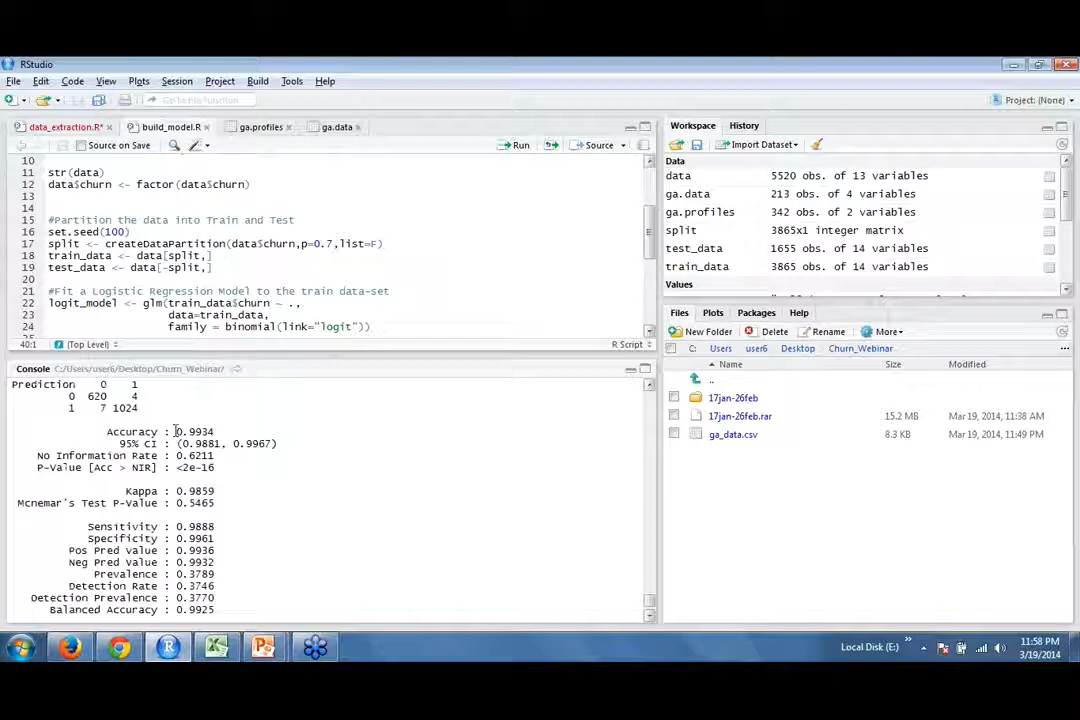 RStudio
File Edit Code View Plots Session Project Build Tools Help
Go to file/function
Project: (None)
data_extraction.R* build_model.R ga.profiles ga.data
Source on Save Run Source
10
11 str(data)
12 data$churn <- factor(data$churn)
13
14
15 #Partition the data into Train and Test
16 set.seed(100)
17 split <- createDataPartition(data$churn,p=0.7,list=F)
18 train_data <- data[split,]
19 test_data <- data[-split,]
20
21 #Fit a Logistic Regression Model to the train data-set
22 logit_model <- glm(train_data$churn ~ .,
23 data=train_data,
24 family = binomial(link="logit"))
40:1 (Top Level) R Script
Console C:/Users/user6/Desktop/Churn_Webinar/
Prediction 0 1
0 620 4
1 7 1024
Accuracy : 0.9934
95% CI : (0.9881, 0.9967)
No Information Rate : 0.6211
P-Value [Acc > NIR] : <2e-16
Kappa : 0.9859
Mcnemar's Test P-Value : 0.5465
Sensitivity : 0.9888
Specificity : 0.9961
Pos Pred Value : 0.9936
Neg Pred Value : 0.9932
Prevalence : 0.3789
Detection Rate : 0.3746
Detection Prevalence : 0.3770
Balanced Accuracy : 0.9925
Workspace History
Import Dataset
Data
data 5520 obs. of 13 variables
ga.data 213 obs. of 4 variables
ga.profiles 342 obs. of 2 variables
split 3865x1 integer matrix
test_data 1655 obs. of 14 variables
train_data 3865 obs. of 14 variables
Values
Files Plots Packages Help
New Folder Delete Rename More
C: Users user6 Desktop Churn_Webinar
Name Size Modified
..
17jan-26feb
17jan-26feb.rar 15.2 MB Mar 19, 2014, 11:38 AM
ga_data.csv 8.3 KB Mar 19, 2014, 11:49 PM
Local Disk (E:) » 11:58 PM
3/19/2014